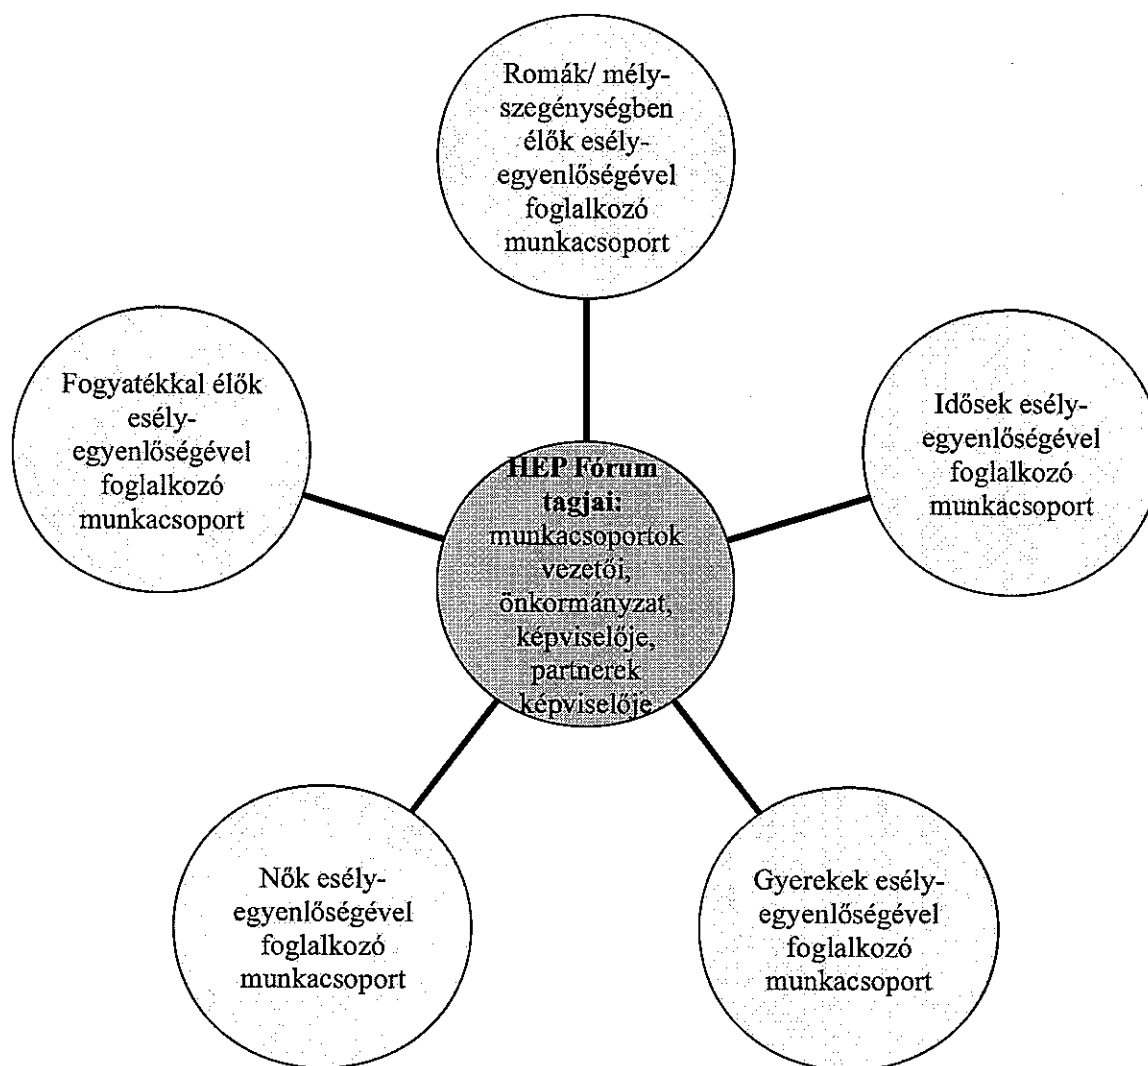 Romák/ mély-
szegénységben
élők esély-
egyenlőségével
foglalkozó
munkacsoport
Fogyatékkal élők
esély-
egyenlőségével
foglalkozó
munkacsoport
Idősek esély-
egyenlőségével
foglalkozó
munkacsoport
HEP Fórum
tagjai:
munkacsoportok
vezetői,
önkormányzat,
képviselője,
partnerek
képviselője
Nők esély-
egyenlőségével
foglalkozó
munkacsoport
Gyerekek esély-
egyenlőségével
foglalkozó
munkacsoport